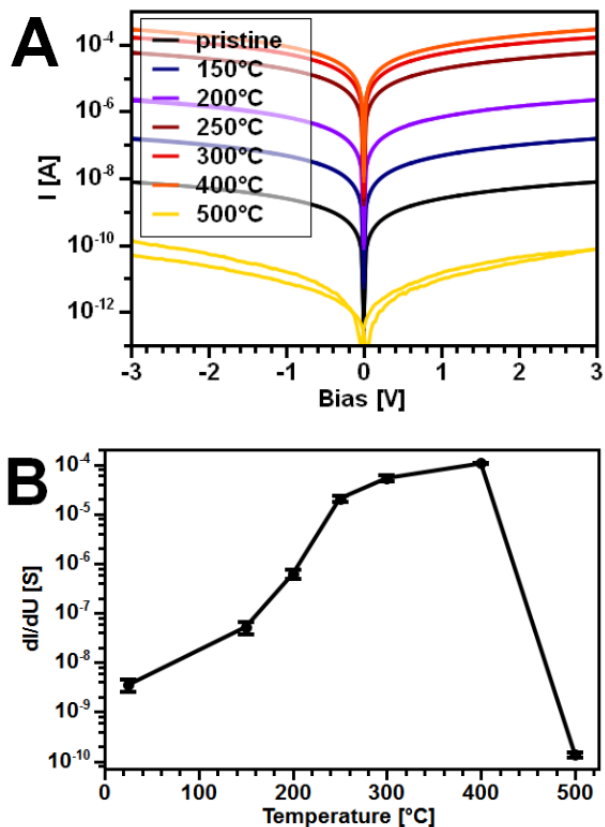 A
pristine
150°C
200°C
250°C
300°C
400°C
500°C
I [A]
10⁻⁴
10⁻⁶
10⁻⁸
10⁻¹⁰
10⁻¹²
-3 -2 -1 0 1 2 3
Bias [V]
B
dI/dU [S]
10⁻⁴
10⁻⁵
10⁻⁶
10⁻⁷
10⁻⁸
10⁻⁹
10⁻¹⁰
0 100 200 300 400 500
Temperature [ºC]